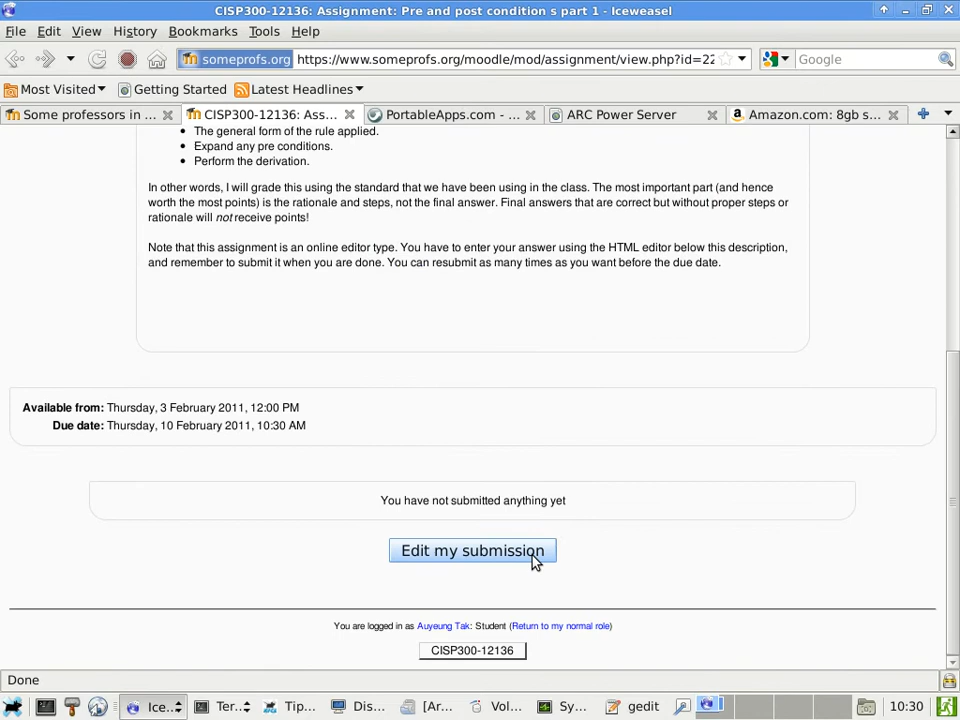 CISP300-12136: Assignment: Pre and post condition s part 1 - Iceweasel
File Edit View History Bookmarks Tools Help
someprofs.org https://www.someprofs.org/moodle/mod/assignment/view.php?id=22 Google
Most Visited Getting Started Latest Headlines
Some professors in ... CISP300-12136: Ass... PortableApps.com - ... ARC Power Server Amazon.com: 8gb s...
The general form of the rule applied.
Expand any pre conditions.
Perform the derivation.
In other words, I will grade this using the standard that we have been using in the class. The most important part (and hence
worth the most points) is the rationale and steps, not the final answer. Final answers that are correct but without proper steps or
rationale will not receive points!
Note that this assignment is an online editor type. You have to enter your answer using the HTML editor below this description,
and remember to submit it when you are done. You can resubmit as many times as you want before the due date.
Available from: Thursday, 3 February 2011, 12:00 PM
Due date: Thursday, 10 February 2011, 10:30 AM
You have not submitted anything yet
Edit my submission
You are logged in as Auyeung Tak: Student (Return to my normal role)
CISP300-12136
Done
Ice... Ter... Tip... Dis... [Ar... Vol... Sy... gedit 10:30